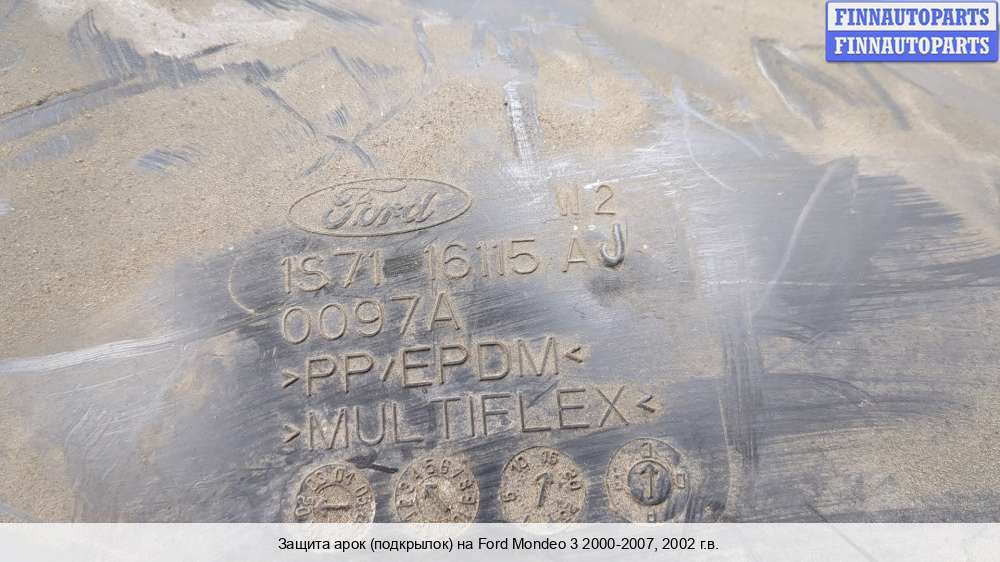 FINNAUTOPARTS
FINNAUTOPARTS
Ford
W 2
1S71 16115 AJ
0097A
>PP/EPDM<
>MULTIFLEX<
Защита арок (подкрылок) на Ford Mondeo 3 2000-2007, 2002 г.в.